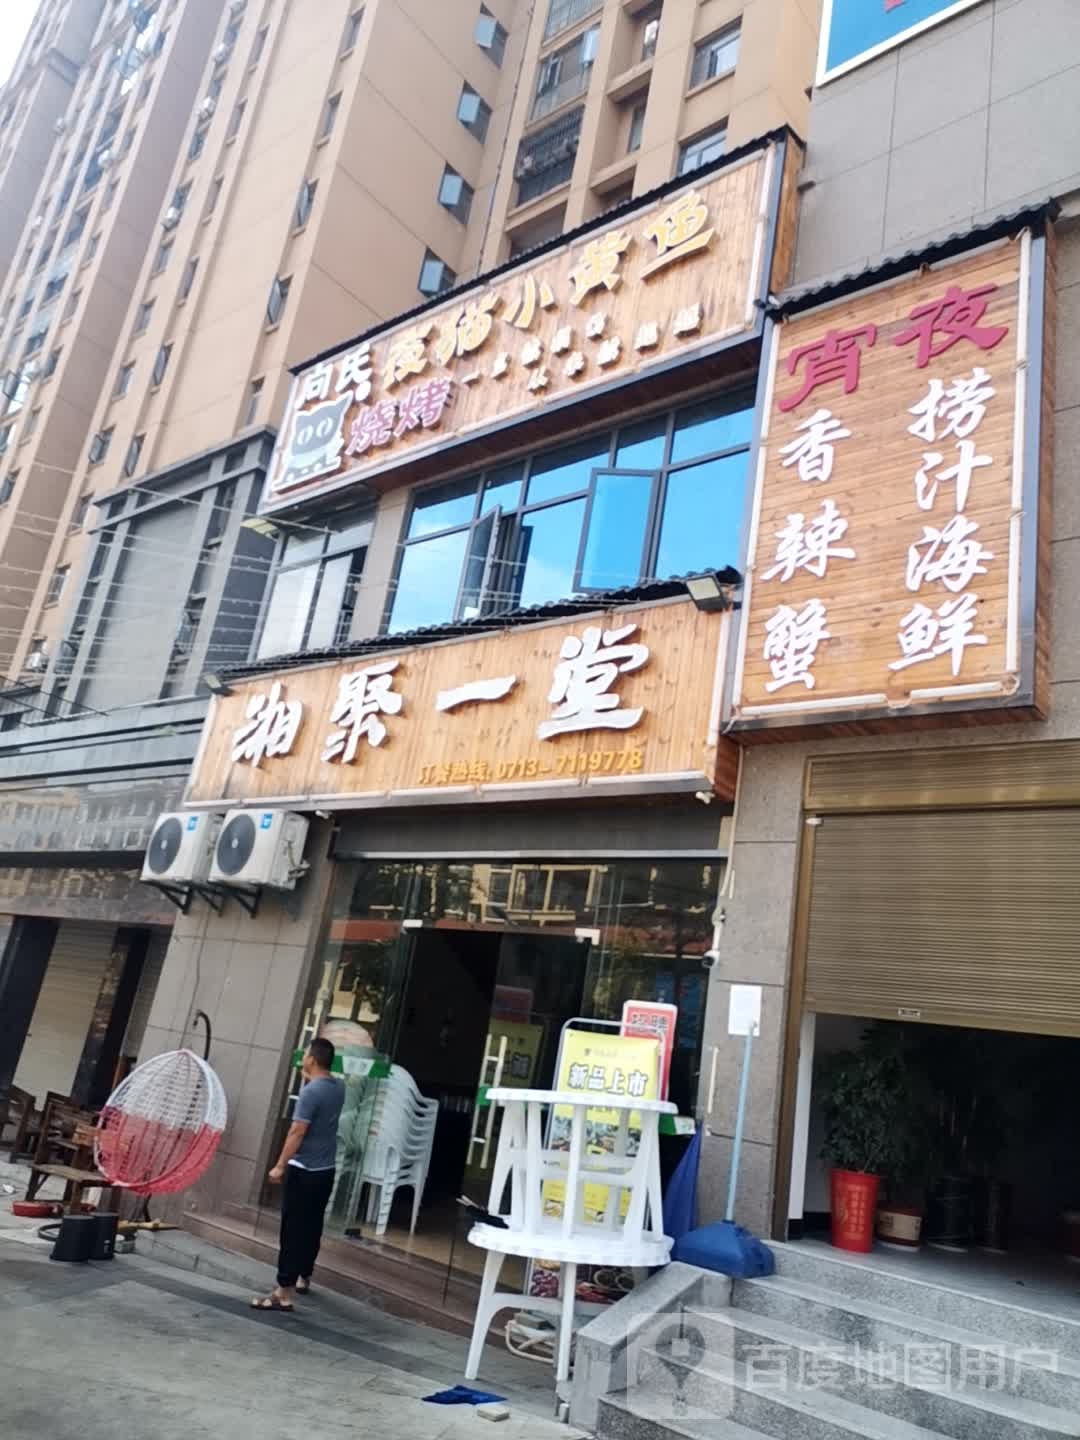 向氏夜猫小黄鱼
烧烤
湘聚一堂
订餐热线:0713-7119778
宵夜
捞汁海鲜
香辣蟹
新品上市
百度地图用户